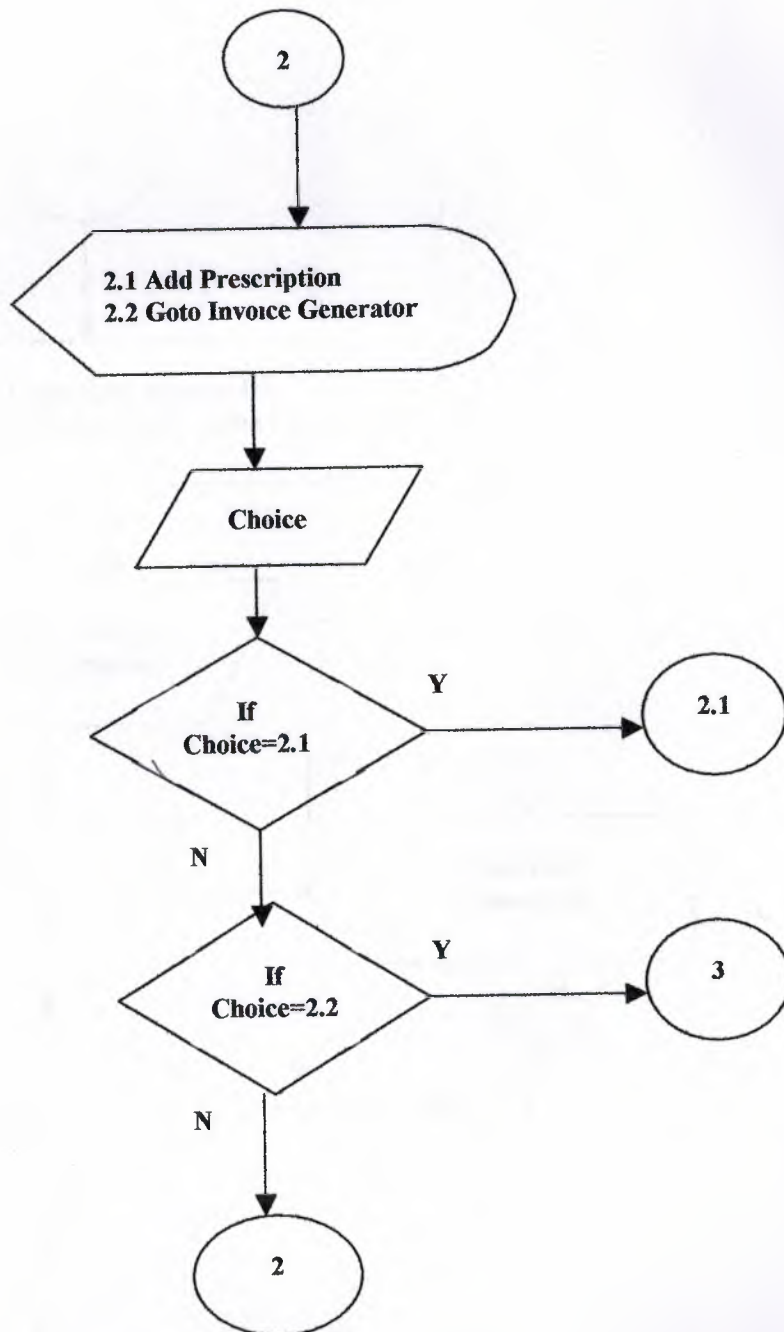 2
2.1 Add Prescription
2.2 Goto Invoice Generator
Choice
If
Choice=2.1
Y
2.1
N
If
Choice=2.2
Y
3
N
2